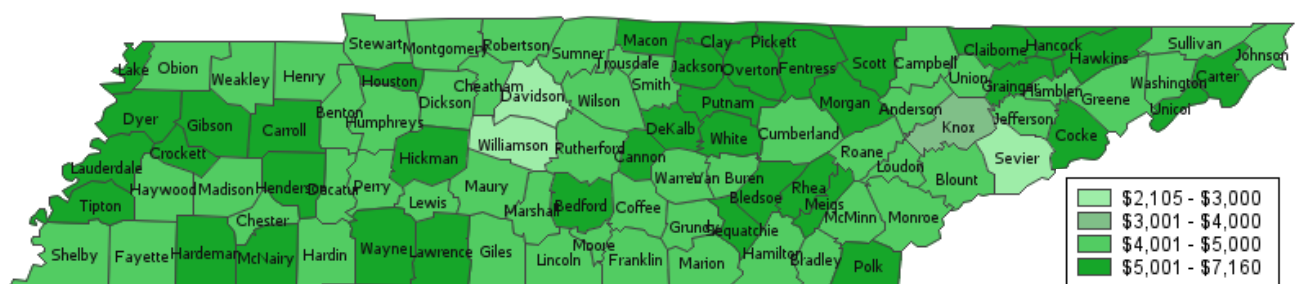 Stewart
Montgomery
Robertson
Sumner
Macon
Clay
Pickett
Claiborne
Hancock
Hawkins
Sullivan
Johnson
Lake
Obion
Weakley
Henry
Houston
Cheatham
Davidson
Trousdale
Smith
Jackson
Overton
Fentress
Scott
Campbell
Union
Grainger
Hamblen
Greene
Washington
Carter
Unicoi
Dyer
Gibson
Carroll
Benton
Humphreys
Dickson
Wilson
Putnam
Morgan
Anderson
Knox
Jefferson
Cocke
Crockett
Hickman
Williamson
Rutherford
DeKalb
Cannon
White
Cumberland
Roane
Loudon
Blount
Sevier
Lauderdale
Tipton
Haywood
Madison
Henderson
Decatur
Perry
Lewis
Maury
Marshall
Bedford
Coffee
Warren
Van Buren
Bledsoe
Rhea
Meigs
McMinn
Monroe
Chester
Grundy
Sequatchie
Shelby
Fayette
Hardeman
McNairy
Hardin
Wayne
Lawrence
Giles
Lincoln
Moore
Franklin
Marion
Hamilton
Bradley
Polk
$2,105 - $3,000
$3,001 - $4,000
$4,001 - $5,000
$5,001 - $7,160